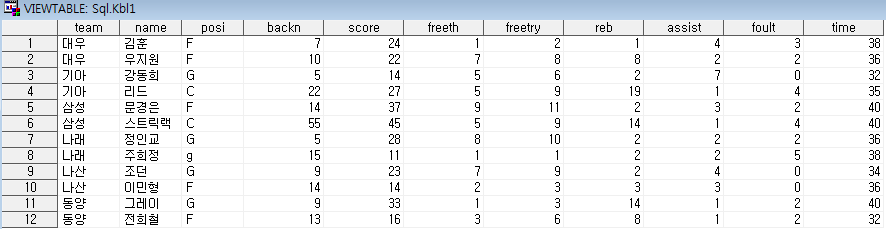 VIEWTABLE: Sql.Kbl1
team name posi backn score freeth freetry reb assist foult time
1 대우 김훈 F 7 24 1 2 1 4 3 38
2 대우 우지원 F 10 22 7 8 8 2 2 36
3 기아 강동희 G 5 14 5 6 2 7 0 32
4 기아 리드 C 22 27 5 9 19 1 4 35
5 삼성 문경은 F 14 37 9 11 2 3 2 40
6 삼성 스트릭랙 C 55 45 5 9 14 1 4 40
7 나래 정인교 G 5 28 8 10 2 2 2 36
8 나래 주희정 g 15 11 1 1 2 2 5 38
9 나산 조던 G 9 23 7 9 2 4 0 34
10 나산 이민형 F 14 14 2 3 3 3 0 36
11 동양 그레이 G 9 33 1 3 14 1 2 40
12 동양 전희철 F 13 16 3 6 8 1 2 32